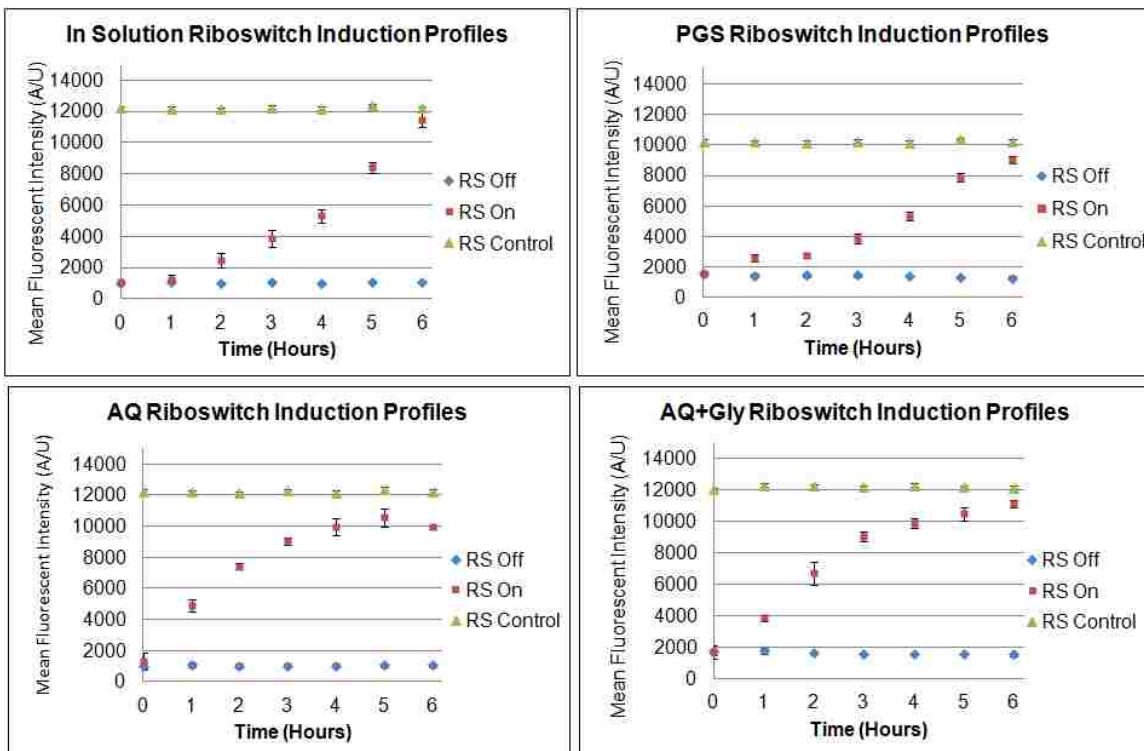 In Solution Riboswitch Induction Profiles
Mean Fluorescent Intensity (A/U)
14000
12000
10000
8000
6000
4000
2000
0
0 1 2 3 4 5 6
Time (Hours)
RS Off
RS On
RS Control
PGS Riboswitch Induction Profiles
Mean Fluorescent Intensity (A/U)
14000
12000
10000
8000
6000
4000
2000
0
0 1 2 3 4 5 6
Time (Hours)
RS Off
RS On
RS Control
AQ Riboswitch Induction Profiles
Mean Fluorescent Intensity (A/U)
14000
12000
10000
8000
6000
4000
2000
0
0 1 2 3 4 5 6
Time (Hours)
RS Off
RS On
RS Control
AQ+Gly Riboswitch Induction Profiles
Mean Fluorescent Intensity (A/U)
14000
12000
10000
8000
6000
4000
2000
0
0 1 2 3 4 5 6
Time (Hours)
RS Off
RS On
RS Control